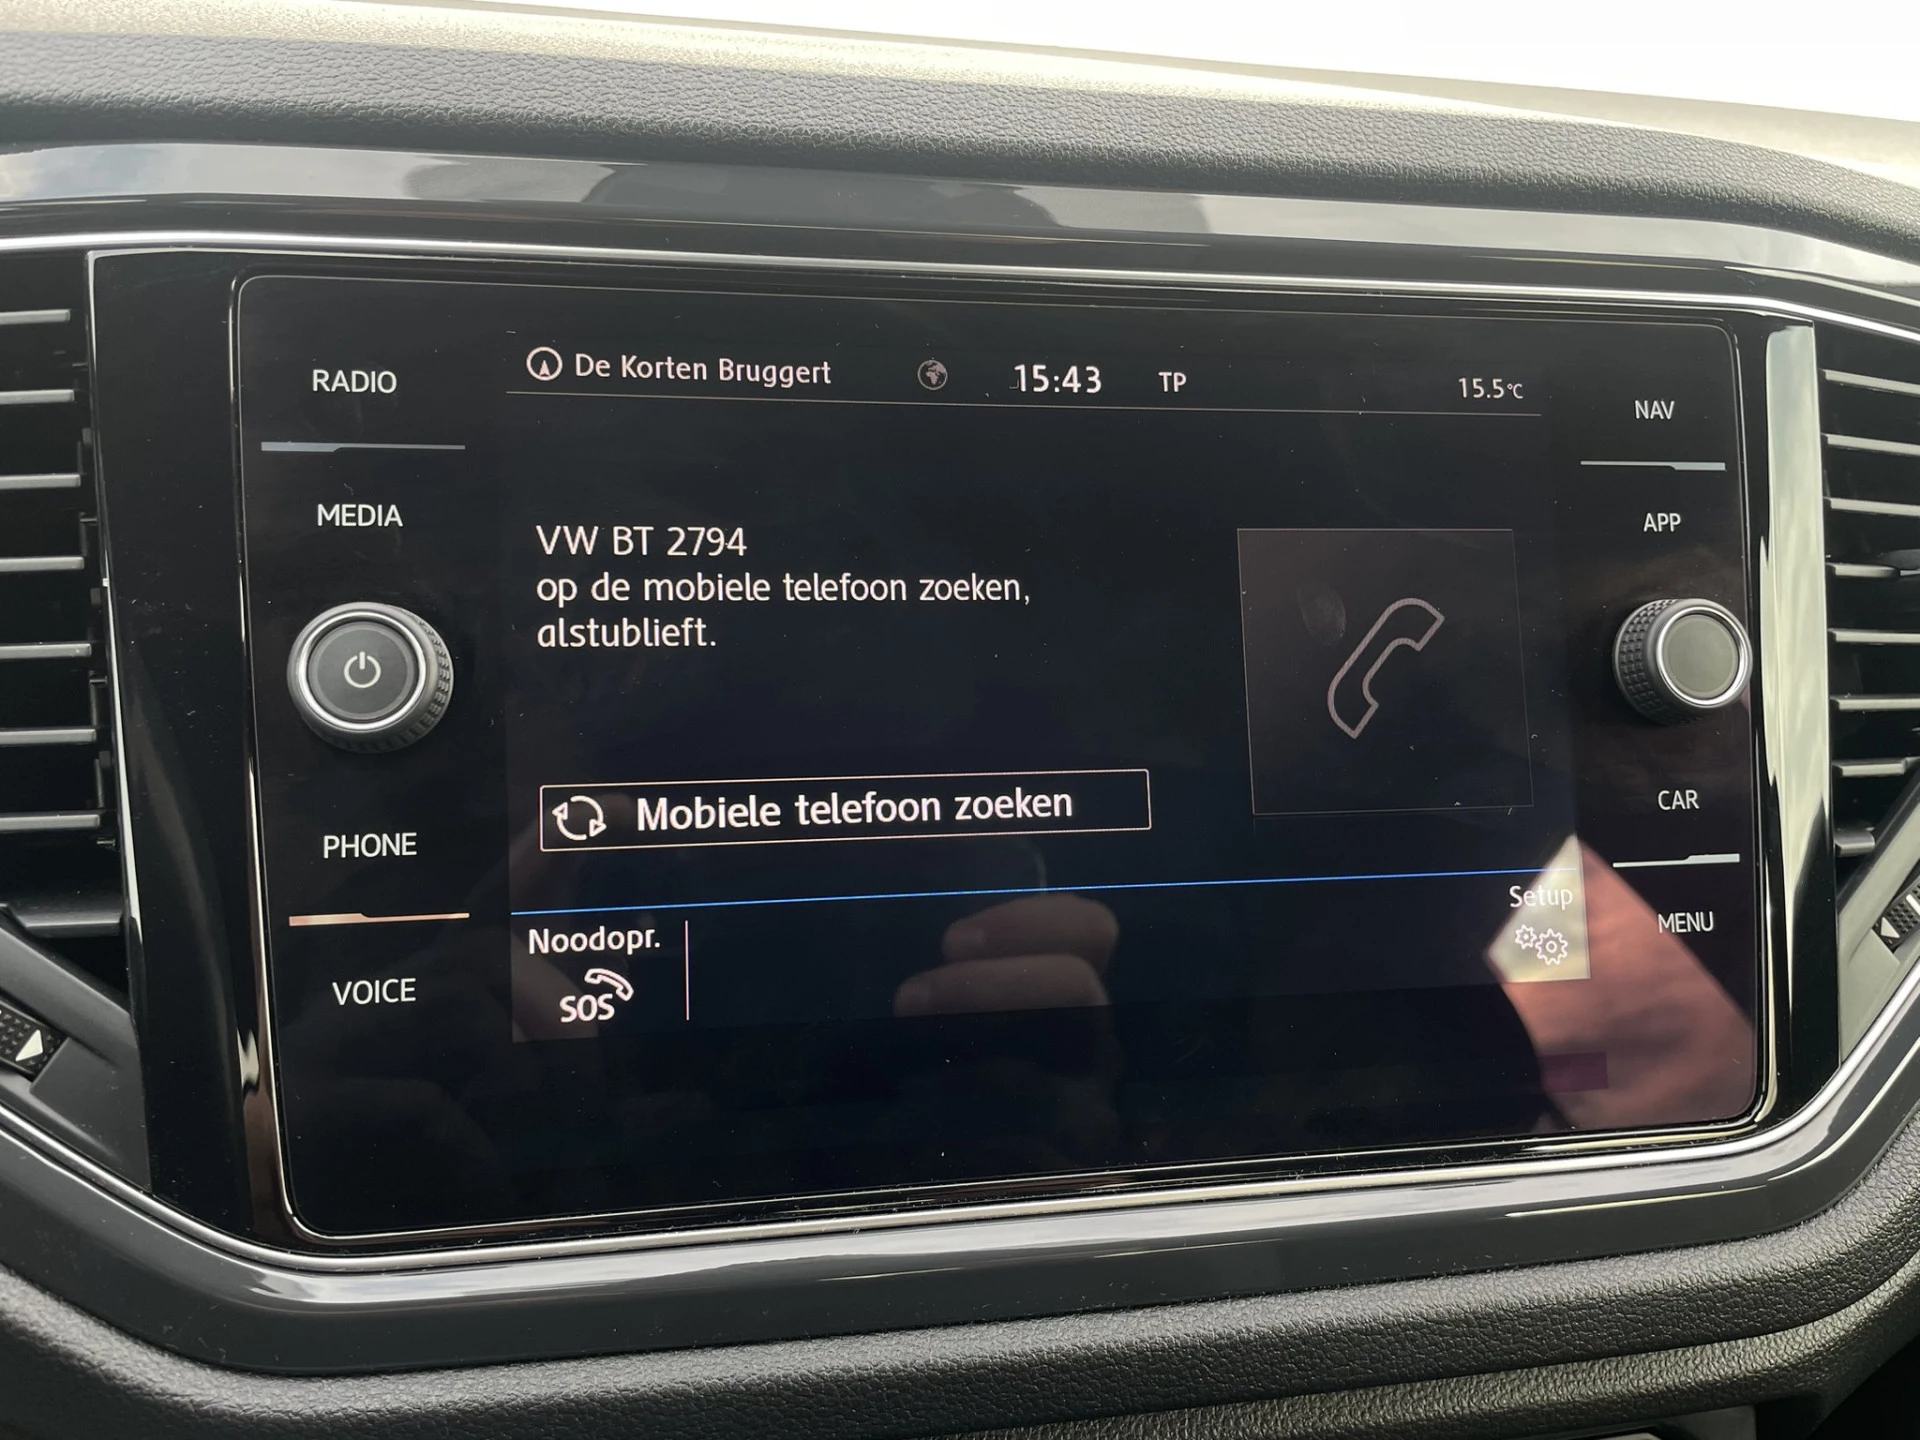 RADIO
MEDIA
PHONE
VOICE
De Korten Bruggert 15:43 TP 15.5°C
VW BT 2794
op de mobiele telefoon zoeken,
alstublieft.
Mobiele telefoon zoeken
Noodopr.
SOS
Setup
NAV
APP
CAR
MENU